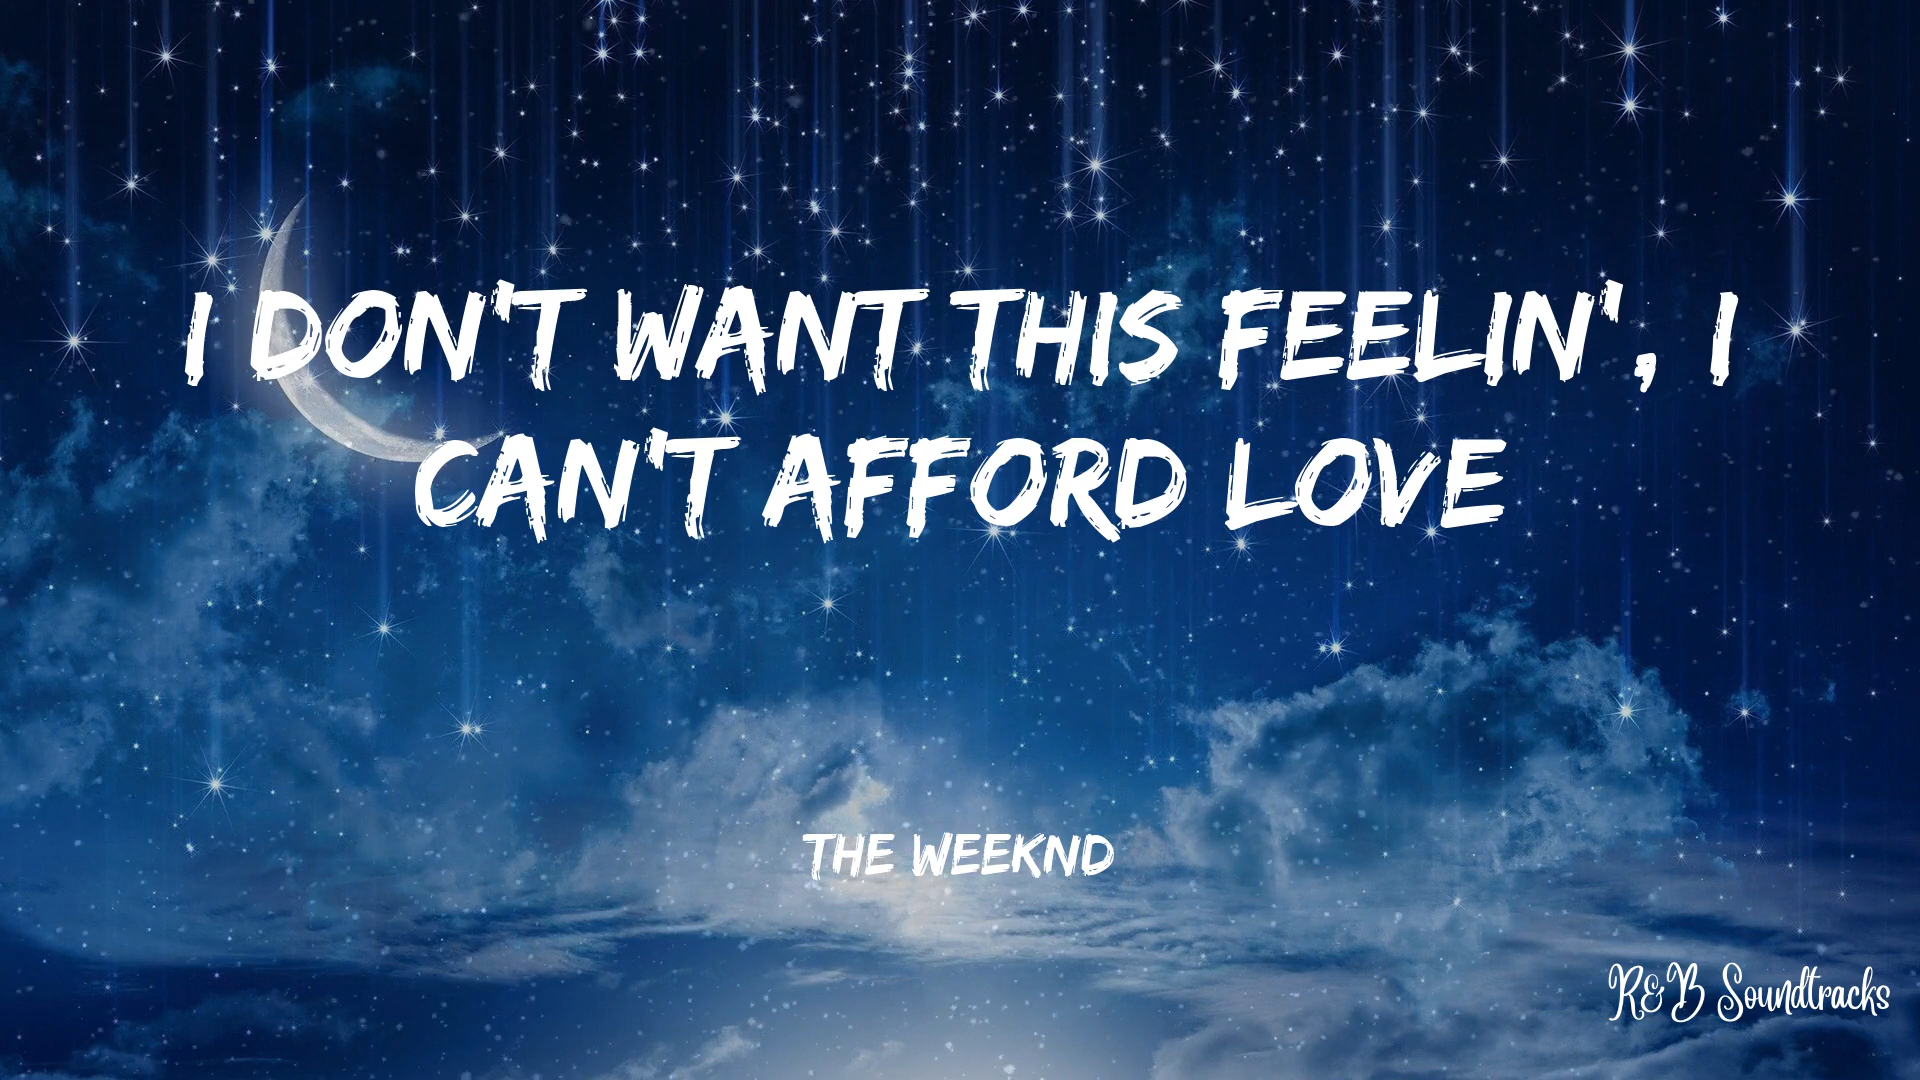 I DON'T WANT THIS FEELIN', I
CAN'T AFFORD LOVE
THE WEEKND
R&B Soundtracks